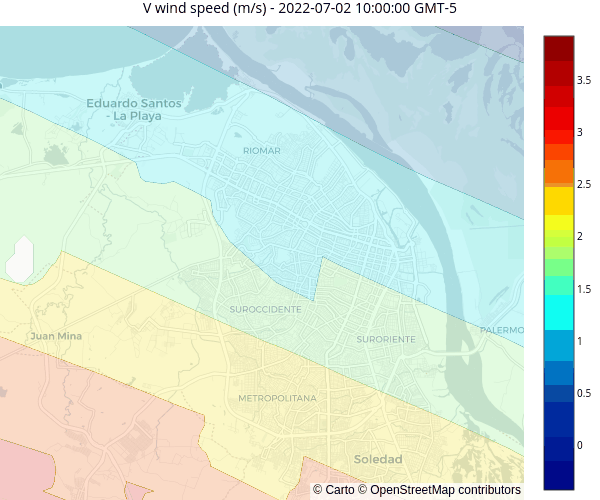 V wind speed (m/s) - 2022-07-02 10:00:00 GMT-5
Eduardo Santos
- La Playa
RIOMAR
SUROCCIDENTE
SURORIENTE
PALERMO
Juan Mina
METROPOLITANA
Soledad
© Carto © OpenStreetMap contributors
3.5
3
2.5
2
1.5
1
0.5
0